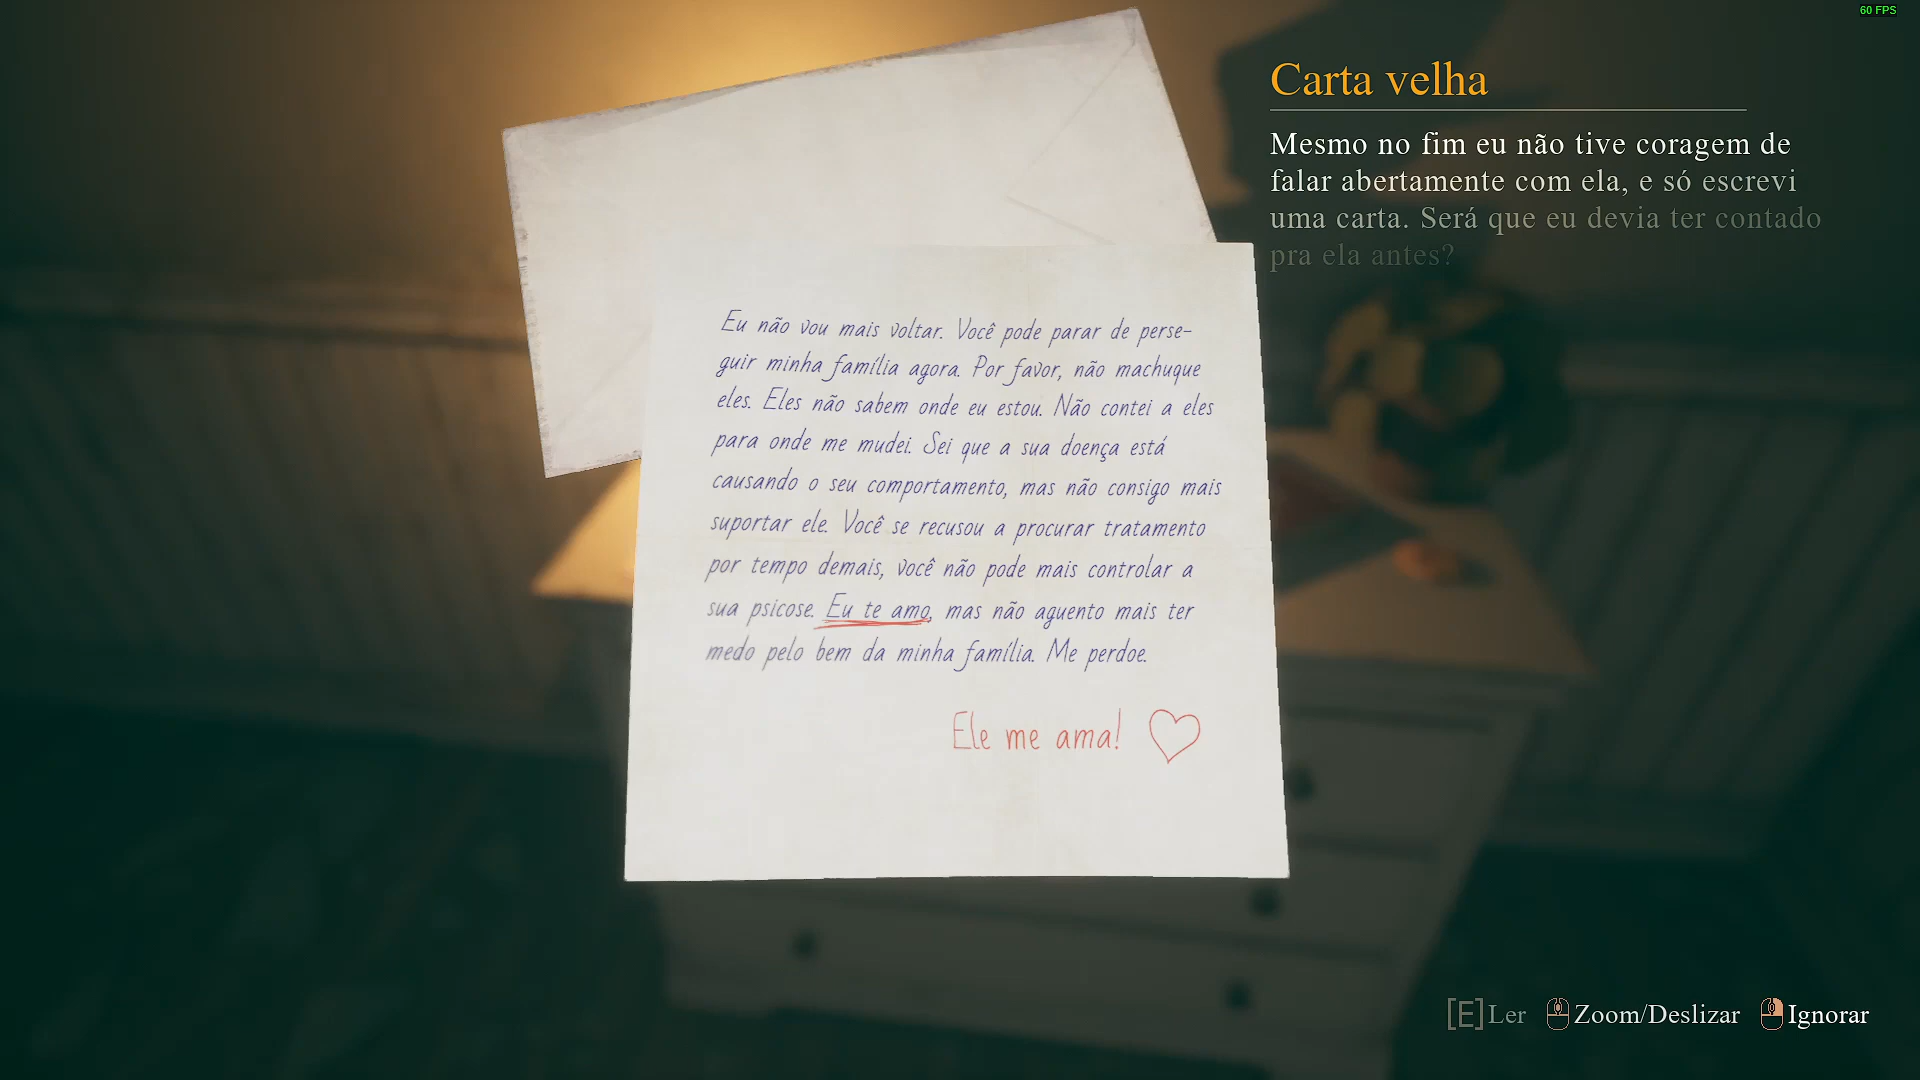 60 FPS
Carta velha
Mesmo no fim eu não tive coragem de
falar abertamente com ela, e só escrevi
uma carta. Será que eu devia ter contado
pra ela antes?
Eu não vou mais voltar. Você pode parar de perse-
guir minha família agora. Por favor, não machuque
eles. Eles não sabem onde eu estou. Não contei a eles
para onde me mudei. Sei que a sua doença está
causando o seu comportamento, mas não consigo mais
suportar ele. Você se recusou a procurar tratamento
por tempo demais, você não pode mais controlar a
sua psicose. Eu te amo, mas não aguento mais ter
medo pelo bem da minha família. Me perdoe.
Ele me ama!
[E] Ler Zoom/Deslizar Ignorar